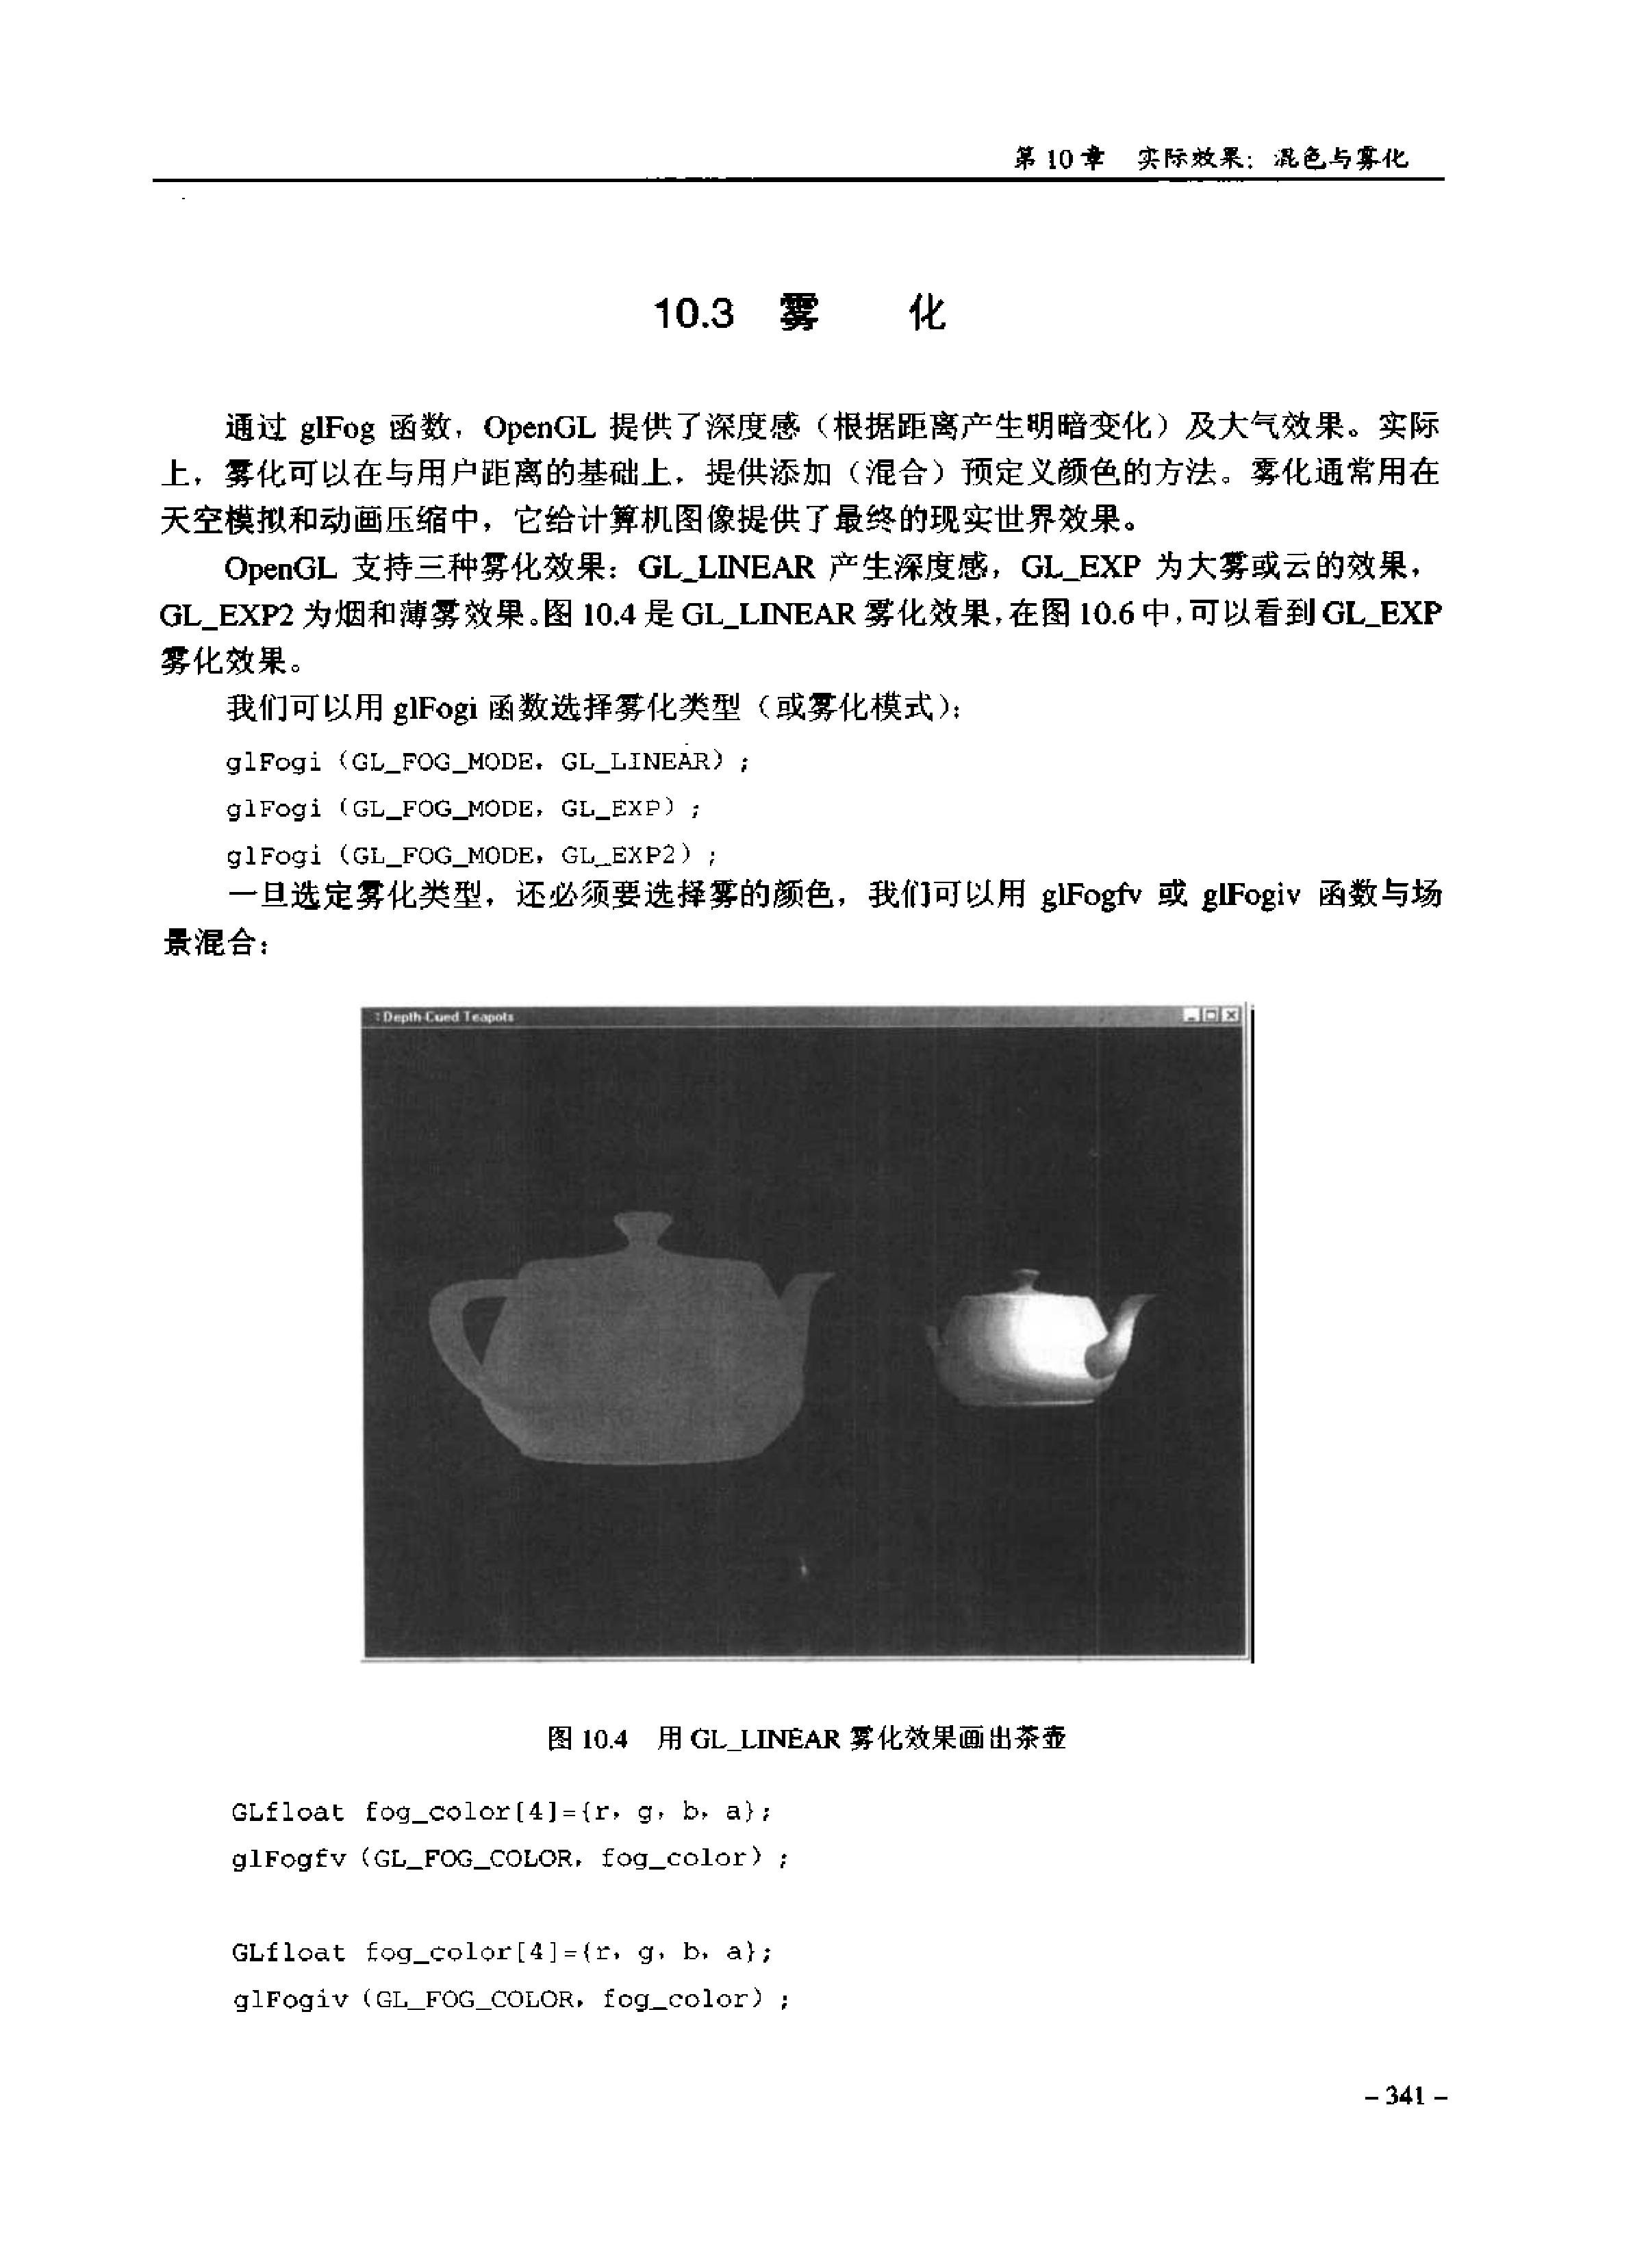 第 10 章　实际效果：混色与雾化
10.3　雾　　化
通过 glFog 函数，OpenGL 提供了深度感（根据距离产生明暗变化）及大气效果。实际
上，雾化可以在与用户距离的基础上，提供添加（混合）预定义颜色的方法。雾化通常用在
天空模拟和动画压缩中，它给计算机图像提供了最终的现实世界效果。
OpenGL 支持三种雾化效果：GL_LINEAR 产生深度感，GL_EXP 为大雾或云的效果，
GL_EXP2 为烟和薄雾效果。图 10.4 是 GL_LINEAR 雾化效果，在图 10.6 中，可以看到 GL_EXP
雾化效果。
我们可以用 glFogi 函数选择雾化类型（或雾化模式）：
glFogi（GL_FOG_MODE，GL_LINEAR）;
glFogi（GL_FOG_MODE，GL_EXP）;
glFogi（GL_FOG_MODE，GL_EXP2）;
一旦选定雾化类型，还必须要选择雾的颜色，我们可以用 glFogfv 或 glFogiv 函数与场
景混合：
Depth Cued Teapots
图 10.4　用 GL_LINEAR 雾化效果画出茶壶
GLfloat fog_color[4]={r，g，b，a};
glFogfv（GL_FOG_COLOR，fog_color）;
GLfloat fog_color[4]={r，g，b，a};
glFogiv（GL_FOG_COLOR，fog_color）;
– 341 –